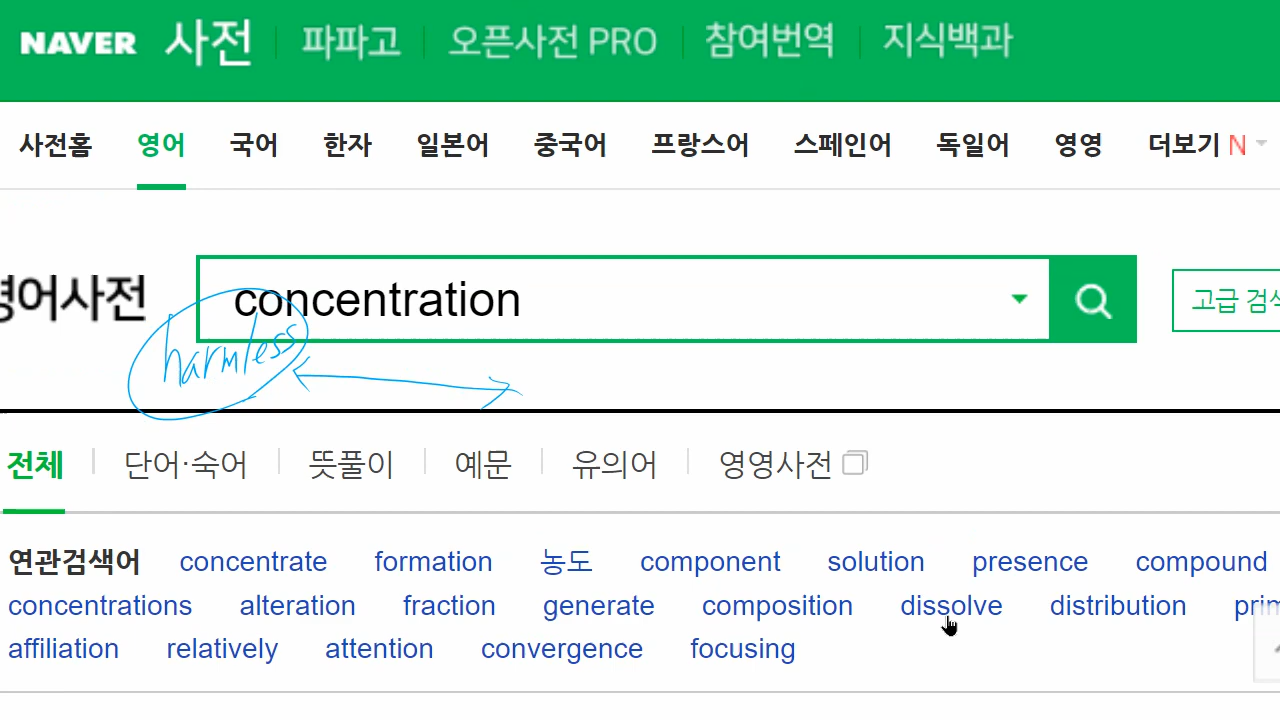 NAVER 사전 파파고 오픈사전 PRO 참여번역 지식백과
사전홈 영어 국어 한자 일본어 중국어 프랑스어 스페인어 독일어 영영 더보기 N
영어사전 concentration 고급 검색
harmless
전체 단어·숙어 뜻풀이 예문 유의어 영영사전
연관검색어 concentrate formation 농도 component solution presence compound
concentrations alteration fraction generate composition dissolve distribution
affiliation relatively attention convergence focusing